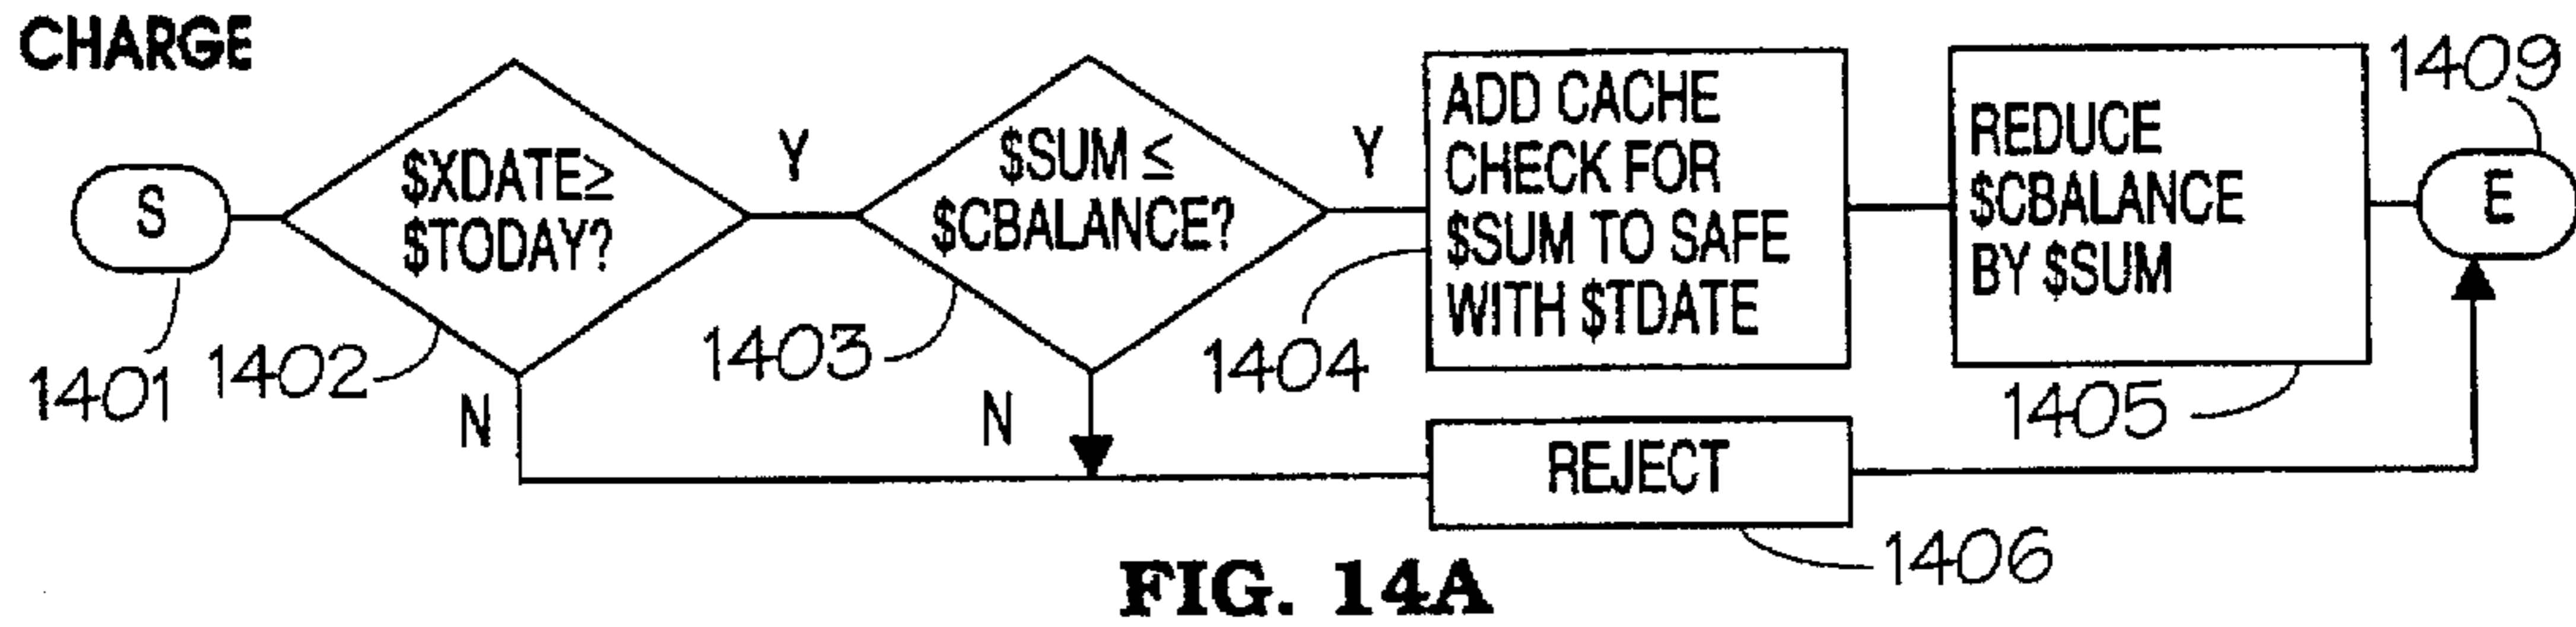 CHARGE
S
1401
$XDATE≥
$TODAY?
1402
Y
N
$SUM ≤
$CBALANCE?
1403
Y
N
ADD CACHE
CHECK FOR
$SUM TO SAFE
WITH $TDATE
1404
REDUCE
$CBALANCE
BY $SUM
1405
E
1409
REJECT
1406
FIG. 14A